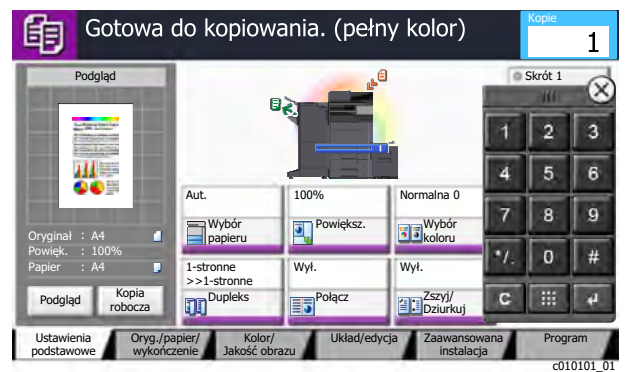 Gotowa do kopiowania. (pełny kolor)
Kopie
1
Podgląd
Oryginał : A4
Powięk. : 100%
Papier : A4
Podgląd
Kopia
robocza
Skrót 1
Aut.
Wybór
papieru
100%
Powiększ.
Normalna 0
Wybór
koloru
1-stronne
>>1-stronne
Dupleks
Wył.
Połącz
Wył.
Zszyj/
Dziurkuj
1 2 3
4 5 6
7 8 9
*/. 0 #
C
Ustawienia
podstawowe
Oryg./papier/
wykończenie
Kolor/
Jakość obrazu
Układ/edycja
Zaawansowana
instalacja
Program
c010101_01